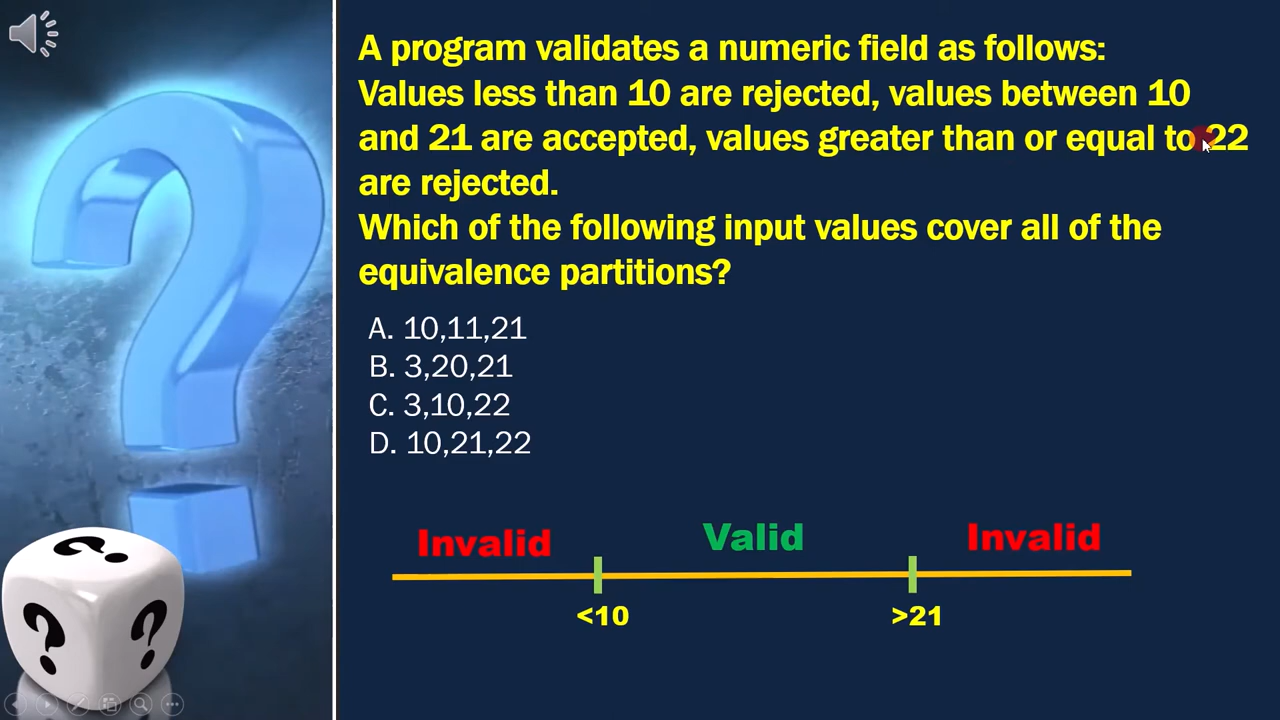 A program validates a numeric field as follows:
Values less than 10 are rejected, values between 10
and 21 are accepted, values greater than or equal to 22
are rejected.
Which of the following input values cover all of the
equivalence partitions?
A. 10,11,21
B. 3,20,21
C. 3,10,22
D. 10,21,22
Invalid Valid Invalid
<10 >21
? ? ?